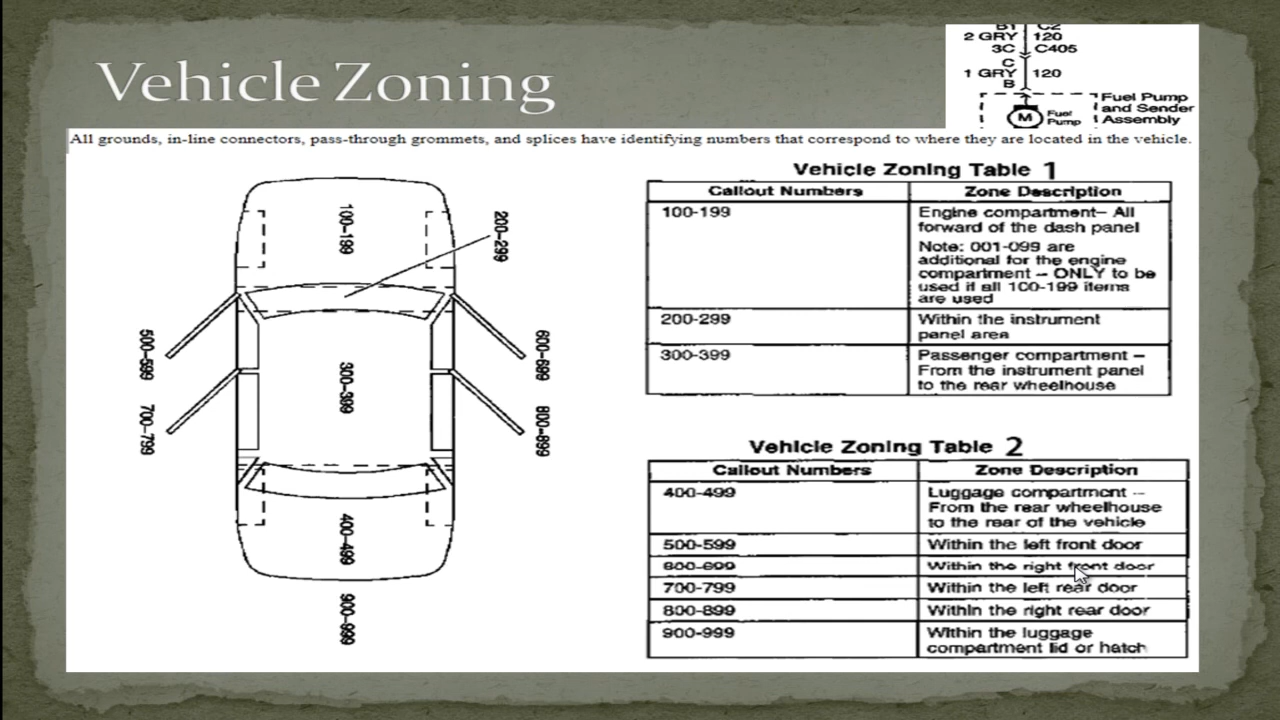 Vehicle Zoning
B1 C2
2 GRY 120
3C C405
C
1 GRY 120
B
Fuel Pump
and Sender
Assembly
M Fuel
Pump
All grounds, in-line connectors, pass-through grommets, and splices have identifying numbers that correspond to where they are located in the vehicle.
100-199
200-299
500-599
600-699
300-399
700-799
800-899
400-499
900-999
Vehicle Zoning Table 1
Callout Numbers Zone Description
100-199 Engine compartment– All
forward of the dash panel
Note: 001-099 are
additional for the engine
compartment – ONLY to be
used if all 100-199 items
are used
200-299 Within the instrument
panel area
300-399 Passenger compartment –
From the instrument panel
to the rear wheelhouse
Vehicle Zoning Table 2
Callout Numbers Zone Description
400-499 Luggage compartment –
From the rear wheelhouse
to the rear of the vehicle
500-599 Within the left front door
600-699 Within the right front door
700-799 Within the left rear door
800-899 Within the right rear door
900-999 Within the luggage
compartment lid or hatch